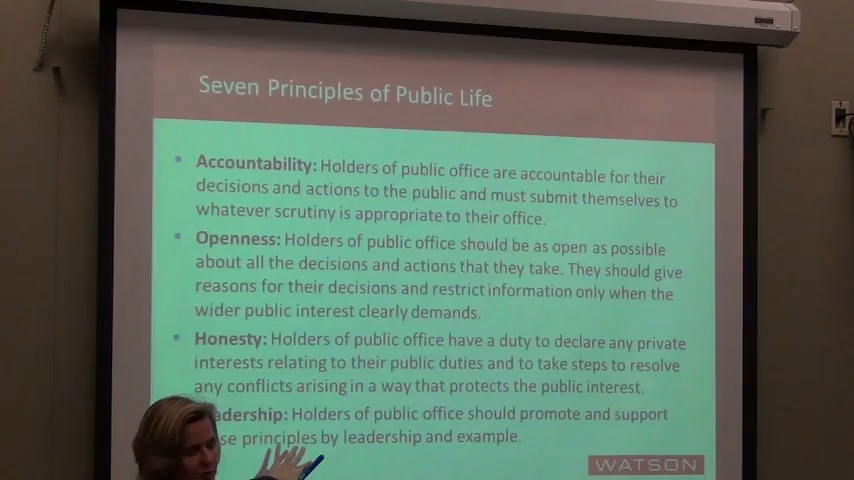 Seven Principles of Public Life
Accountability: Holders of public office are accountable for their
decisions and actions to the public and must submit themselves to
whatever scrutiny is appropriate to their office.
Openness: Holders of public office should be as open as possible
about all the decisions and actions that they take. They should give
reasons for their decisions and restrict information only when the
wider public interest clearly demands.
Honesty: Holders of public office have a duty to declare any private
interests relating to their public duties and to take steps to resolve
any conflicts arising in a way that protects the public interest.
adership: Holders of public office should promote and support
se principles by leadership and example.
WATSON